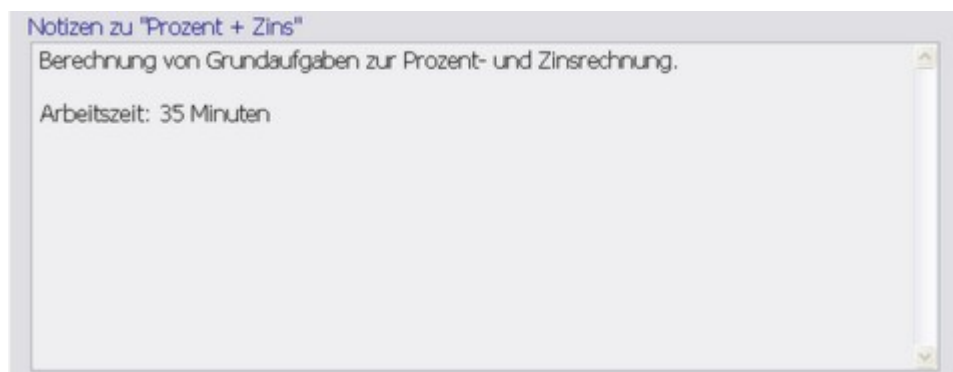 Notizen zu "Prozent + Zins"
Berechnung von Grundaufgaben zur Prozent- und Zinsrechnung.
Arbeitszeit: 35 Minuten